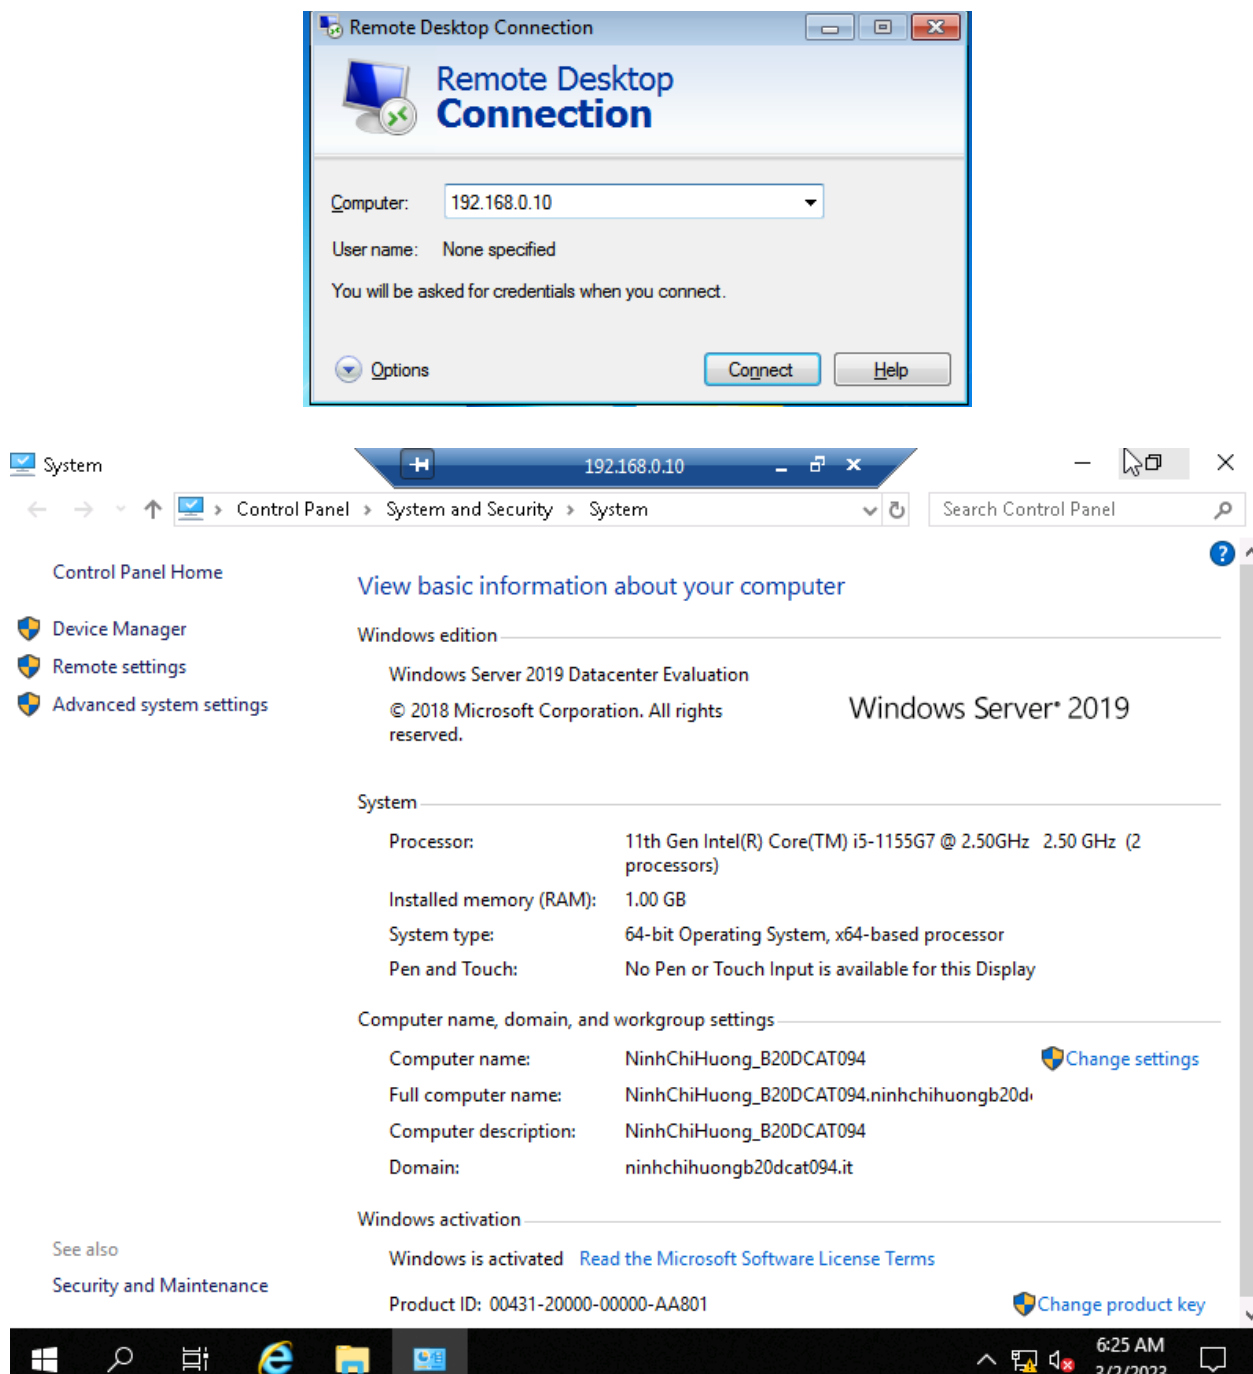 Remote Desktop Connection
Remote Desktop
Connection
Computer: 192.168.0.10
User name: None specified
You will be asked for credentials when you connect.
Options Connect Help
System 192.168.0.10
Control Panel > System and Security > System Search Control Panel
Control Panel Home
Device Manager
Remote settings
Advanced system settings
View basic information about your computer
Windows edition
Windows Server 2019 Datacenter Evaluation
© 2018 Microsoft Corporation. All rights
reserved.
Windows Server® 2019
System
Processor: 11th Gen Intel(R) Core(TM) i5-1155G7 @ 2.50GHz 2.50 GHz (2
processors)
Installed memory (RAM): 1.00 GB
System type: 64-bit Operating System, x64-based processor
Pen and Touch: No Pen or Touch Input is available for this Display
Computer name, domain, and workgroup settings
Computer name: NinhChiHuong_B20DCAT094 Change settings
Full computer name: NinhChiHuong_B20DCAT094.ninhchihuongb20d
Computer description: NinhChiHuong_B20DCAT094
Domain: ninhchihuongb20dcat094.it
Windows activation
Windows is activated Read the Microsoft Software License Terms
Product ID: 00431-20000-00000-AA801 Change product key
See also
Security and Maintenance
6:25 AM
3/2/2023